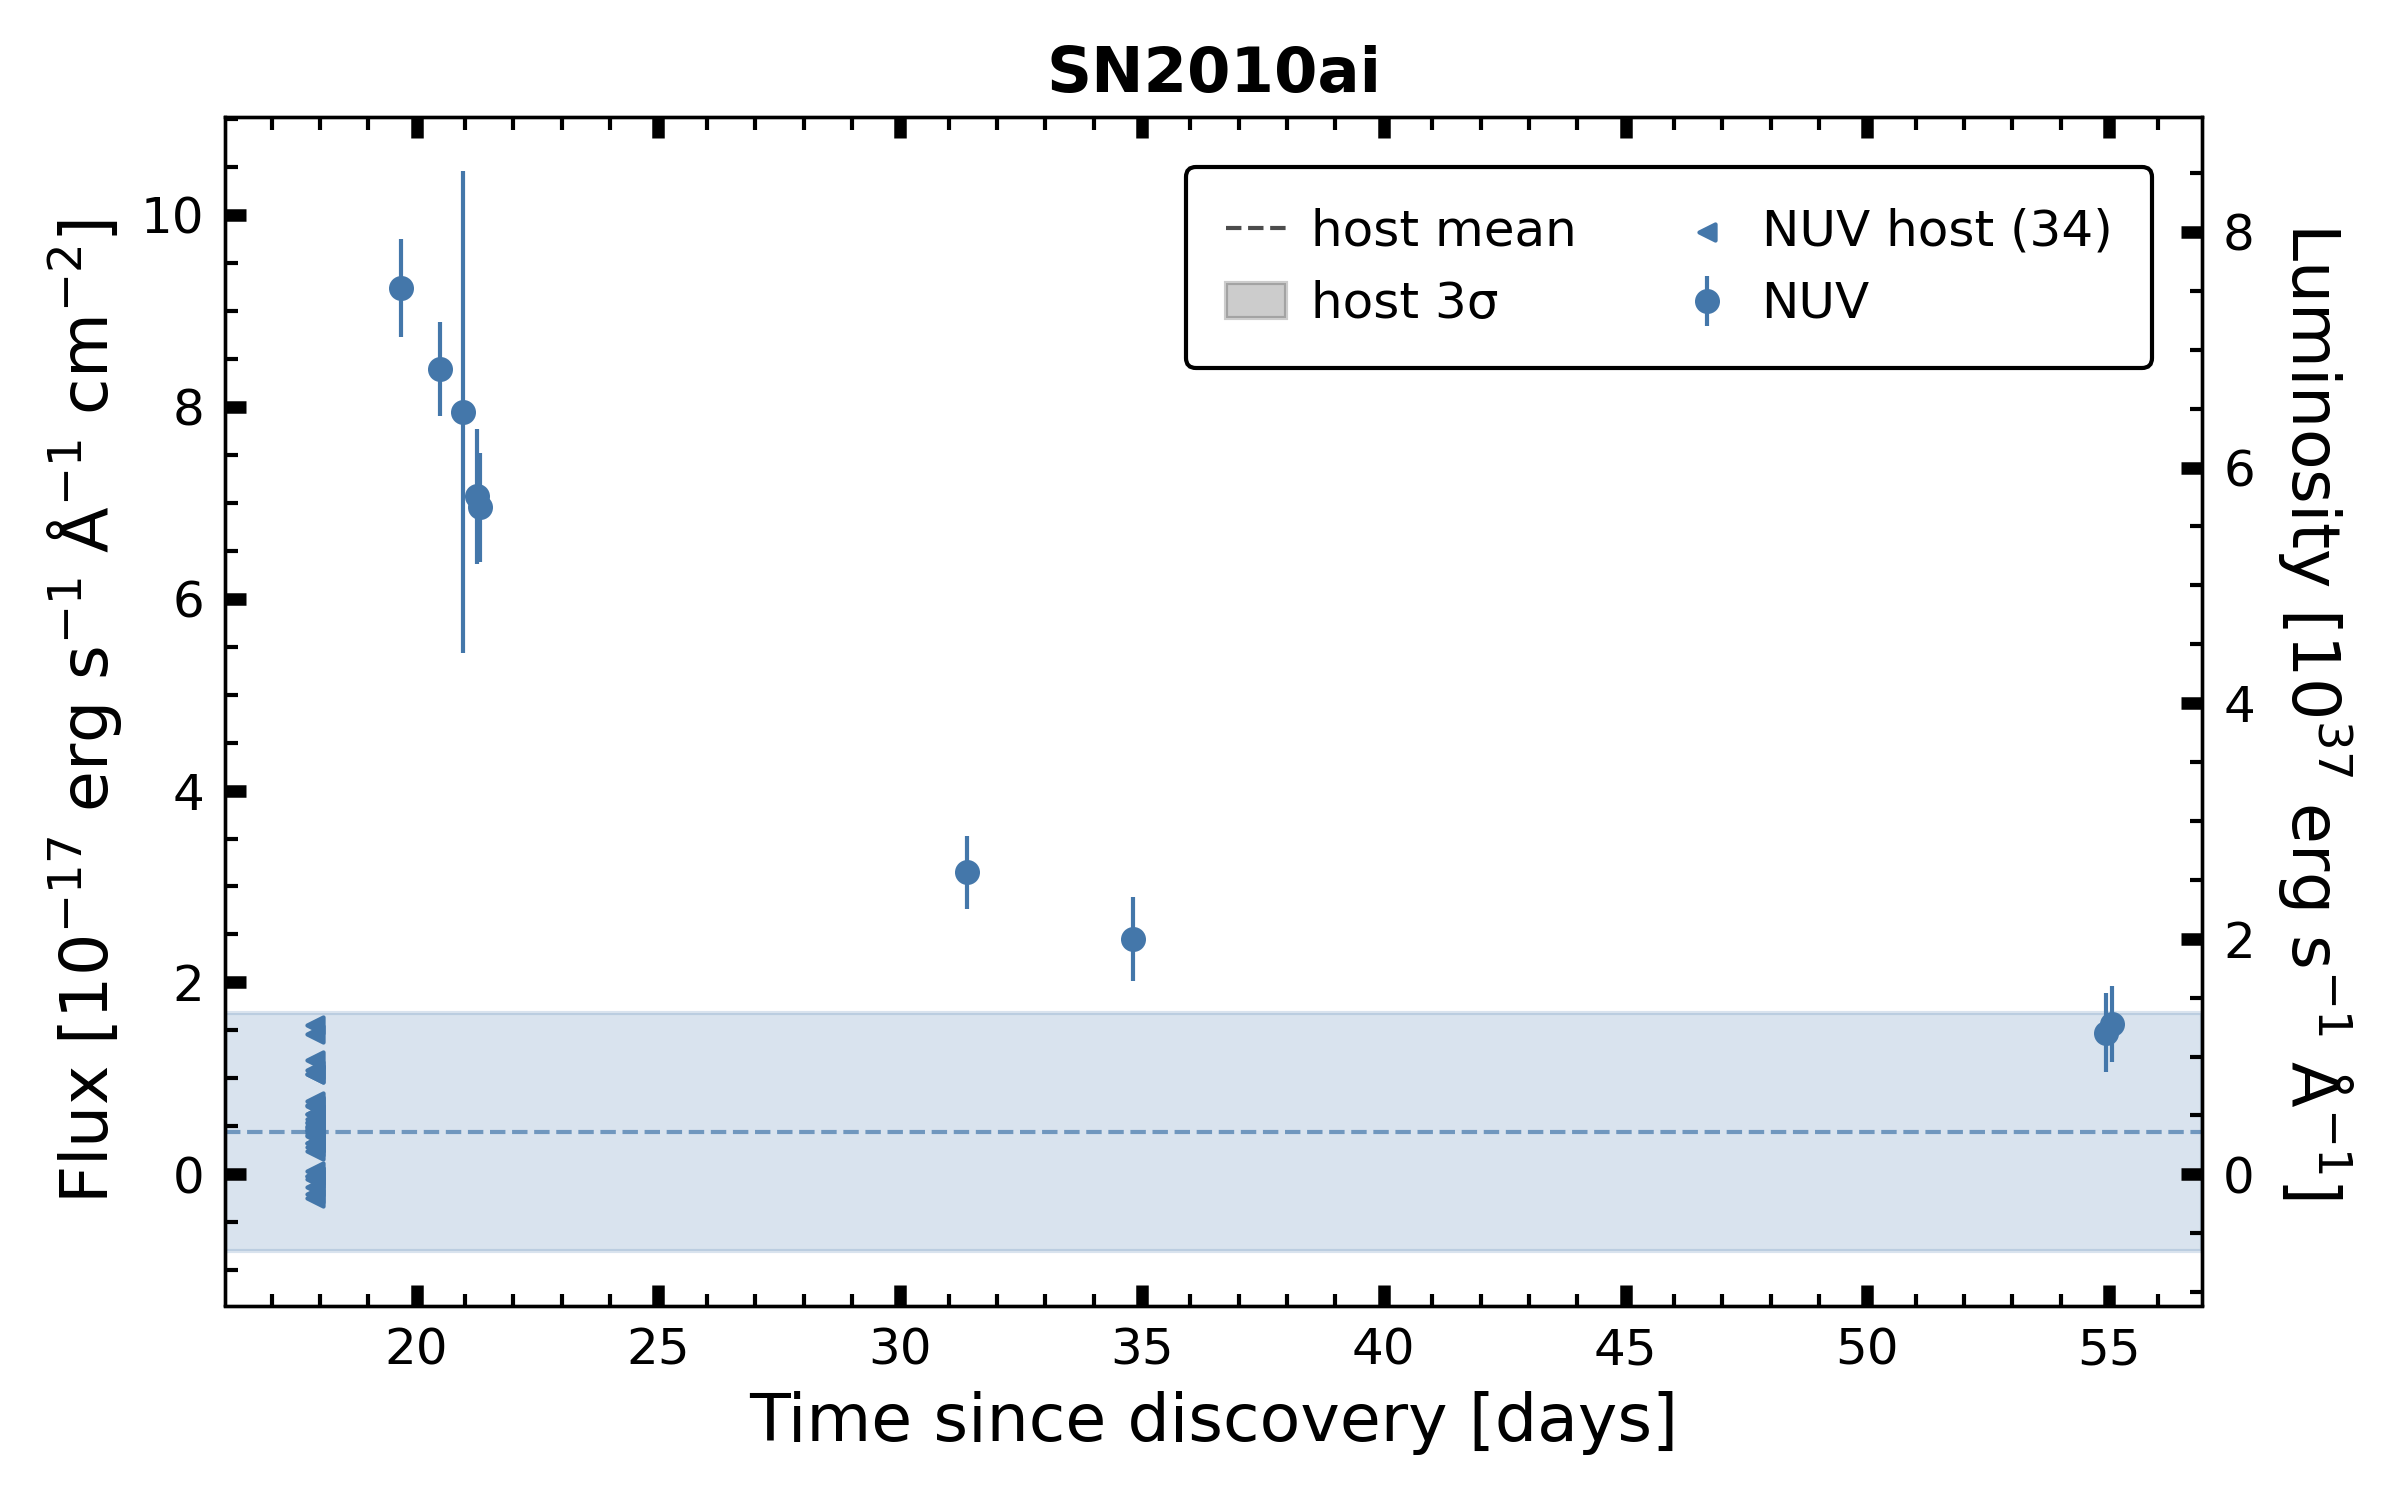 SN2010ai
Flux [10⁻¹⁷ erg s⁻¹ Å⁻¹ cm⁻²]
10
8
6
4
2
0
host mean
host 3σ
NUV host (34)
NUV
8
6
4
2
0
Luminosity [10³⁷ erg s⁻¹ Å⁻¹]
20 25 30 35 40 45 50 55
Time since discovery [days]